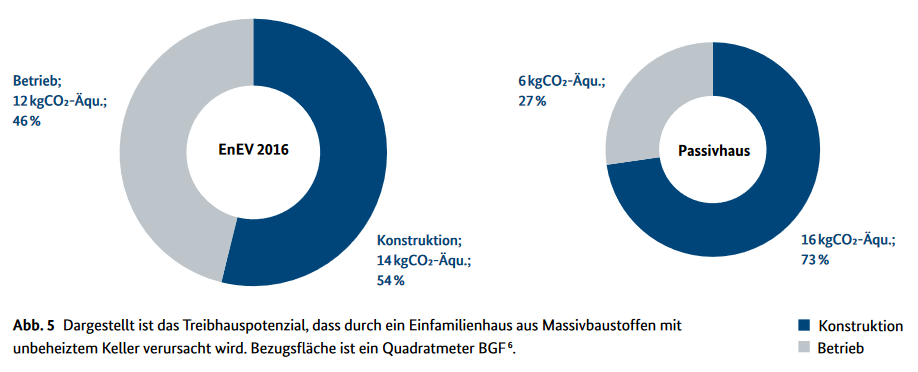 Betrieb;
12 kgCO₂-Äqu.;
46 %
EnEV 2016
Konstruktion;
14 kgCO₂-Äqu.;
54 %
6 kgCO₂-Äqu.;
27 %
Passivhaus
16 kgCO₂-Äqu.;
73 %
Abb. 5 Dargestellt ist das Treibhauspotenzial, dass durch ein Einfamilienhaus aus Massivbaustoffen mit
unbeheiztem Keller verursacht wird. Bezugsfläche ist ein Quadratmeter BGF⁶.
Konstruktion
Betrieb